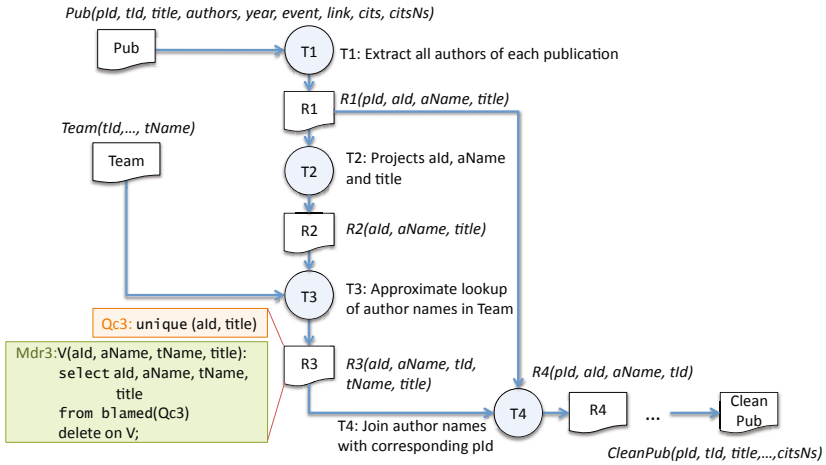 Pub(pId, tId, title, authors, year, event, link, cits, citsNs)
Pub
T1
T1: Extract all authors of each publication
R1
R1(pId, aId, aName, title)
Team(tId,..., tName)
Team
T2
T2: Projects aId, aName
and title
R2
R2(aId, aName, title)
T3
T3: Approximate lookup
of author names in Team
Qc3: unique (aId, title)
Mdr3:V(aId, aName, tName, title):
select aId, aName, tName,
title
from blamed(Qc3)
delete on V;
R3
R3(aId, aName, tId,
tName, title)
R4(pId, aId, aName, tId)
T4
R4
...
Clean
Pub
T4: Join author names
with corresponding pId
CleanPub(pId, tId, title,...,citsNs)